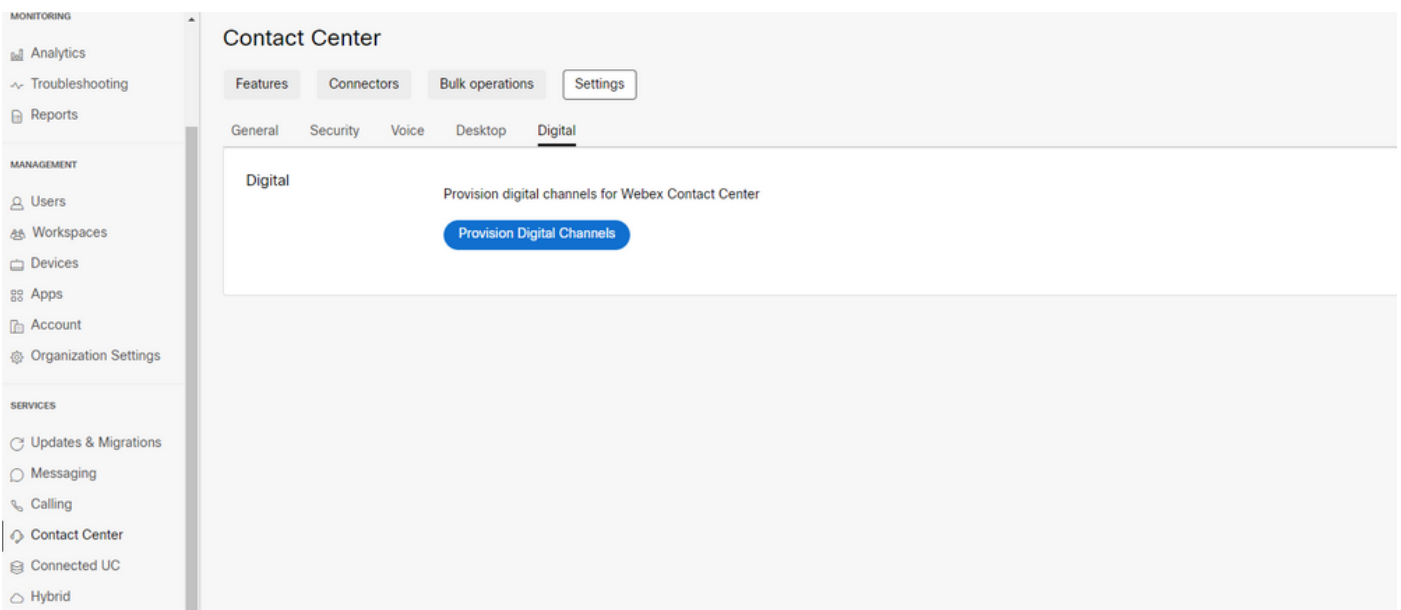 MONITORING
Analytics
Troubleshooting
Reports
MANAGEMENT
Users
Workspaces
Devices
Apps
Account
Organization Settings
SERVICES
Updates & Migrations
Messaging
Calling
Contact Center
Connected UC
Hybrid
Contact Center
Features Connectors Bulk operations Settings
General Security Voice Desktop Digital
Digital
Provision digital channels for Webex Contact Center
Provision Digital Channels